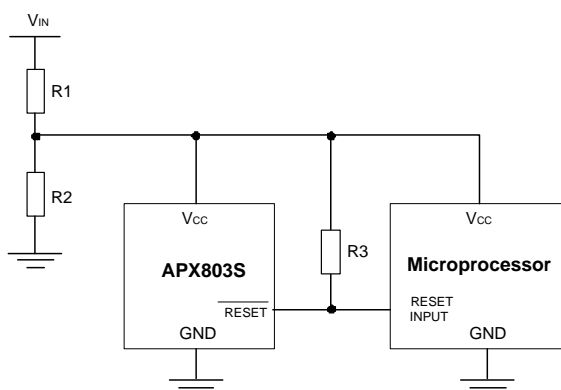 VIN
R1
R2
VCC
APX803S
RESET
GND
R3
VCC
Microprocessor
RESET
INPUT
GND